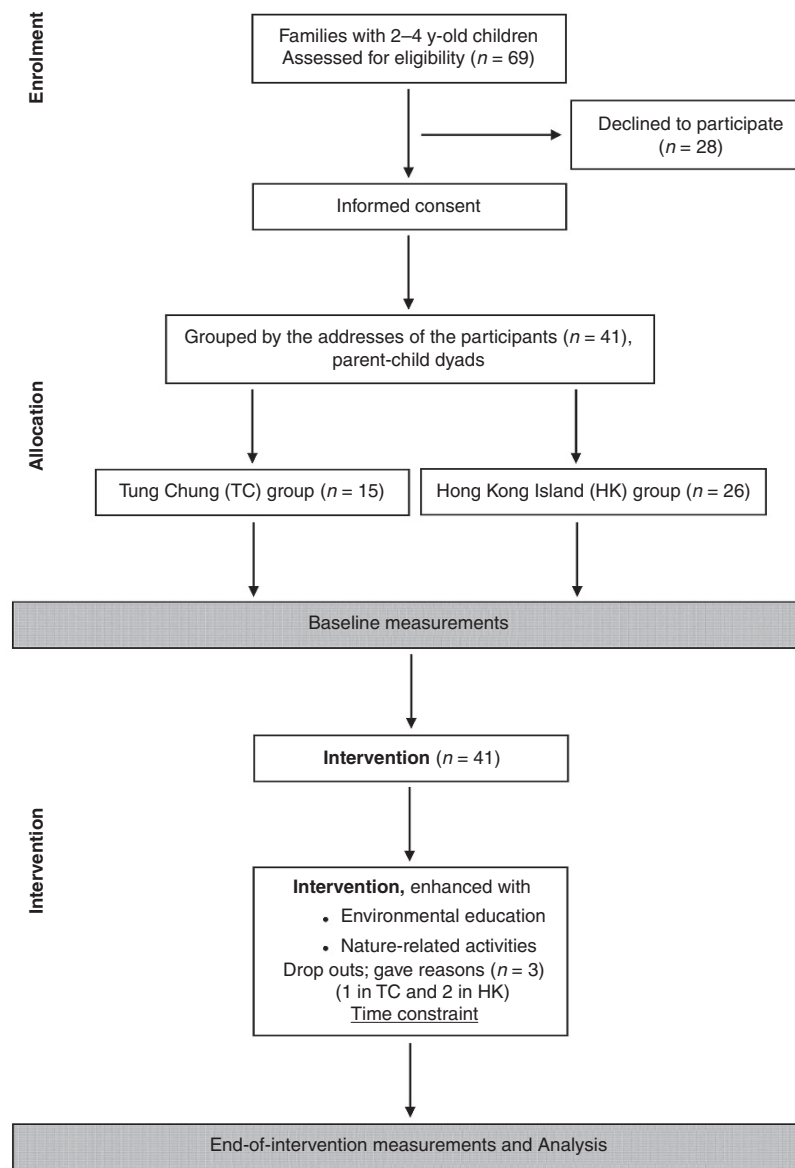 Enrolment
Families with 2–4 y-old children
Assessed for eligibility (n = 69)
Declined to participate
(n = 28)
Informed consent
Allocation
Grouped by the addresses of the participants (n = 41),
parent-child dyads
Tung Chung (TC) group (n = 15)
Hong Kong Island (HK) group (n = 26)
Baseline measurements
Intervention
Intervention (n = 41)
Intervention, enhanced with
• Environmental education
• Nature-related activities
Drop outs; gave reasons (n = 3)
(1 in TC and 2 in HK)
Time constraint
End-of-intervention measurements and Analysis